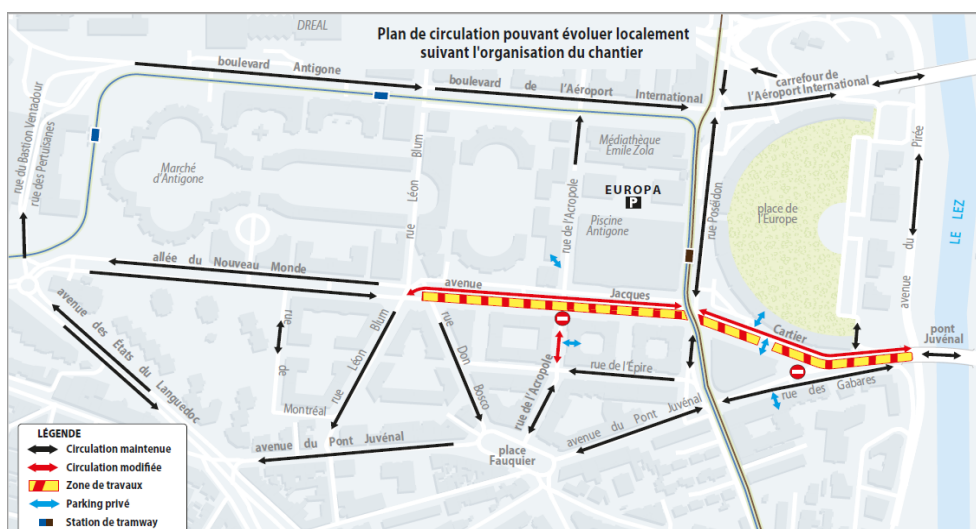 DREAL
Plan de circulation pouvant évoluer localement
suivant l'organisation du chantier
boulevard Antigone
boulevard de l'Aéroport International
carrefour de
l'Aéroport International
rue du Bastion Ventadour
rue des Pertuisanes
Marché
d'Antigone
rue Léon Blum
Médiathèque
Emile Zola
EUROPA
P
Piscine
Antigone
rue de l'Acropole
rue Poséidon
place de
l'Europe
avenue du Pirée
LE LEZ
allée du Nouveau Monde
avenue Jacques Cartier
pont
Juvénal
avenue des États du Languedoc
rue de
Montréal
rue Léon Blum
rue Don Bosco
rue de l'Acropole
rue de l'Épire
rue des Gabares
avenue du Pont Juvénal
avenue du Pont Juvénal
place
Fauquier
LÉGENDE
Circulation maintenue
Circulation modifiée
Zone de travaux
Parking privé
Station de tramway